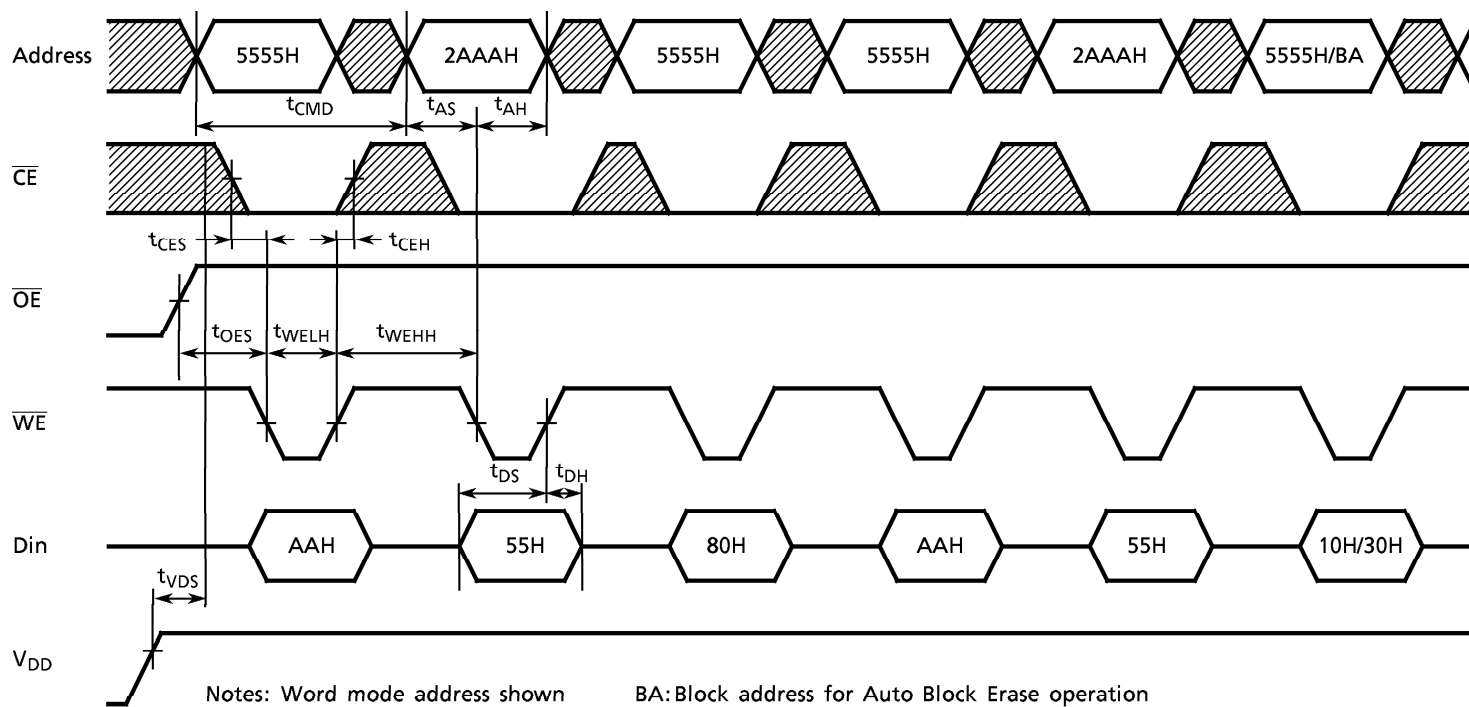 Address 5555H 2AAAH 5555H 5555H 2AAAH 5555H/BA
tCMD tAS tAH
CE
tCES tCEH
OE
tOES tWELH tWEHH
WE
tDS tDH
Din AAH 55H 80H AAH 55H 10H/30H
tVDS
VDD
Notes: Word mode address shown BA: Block address for Auto Block Erase operation